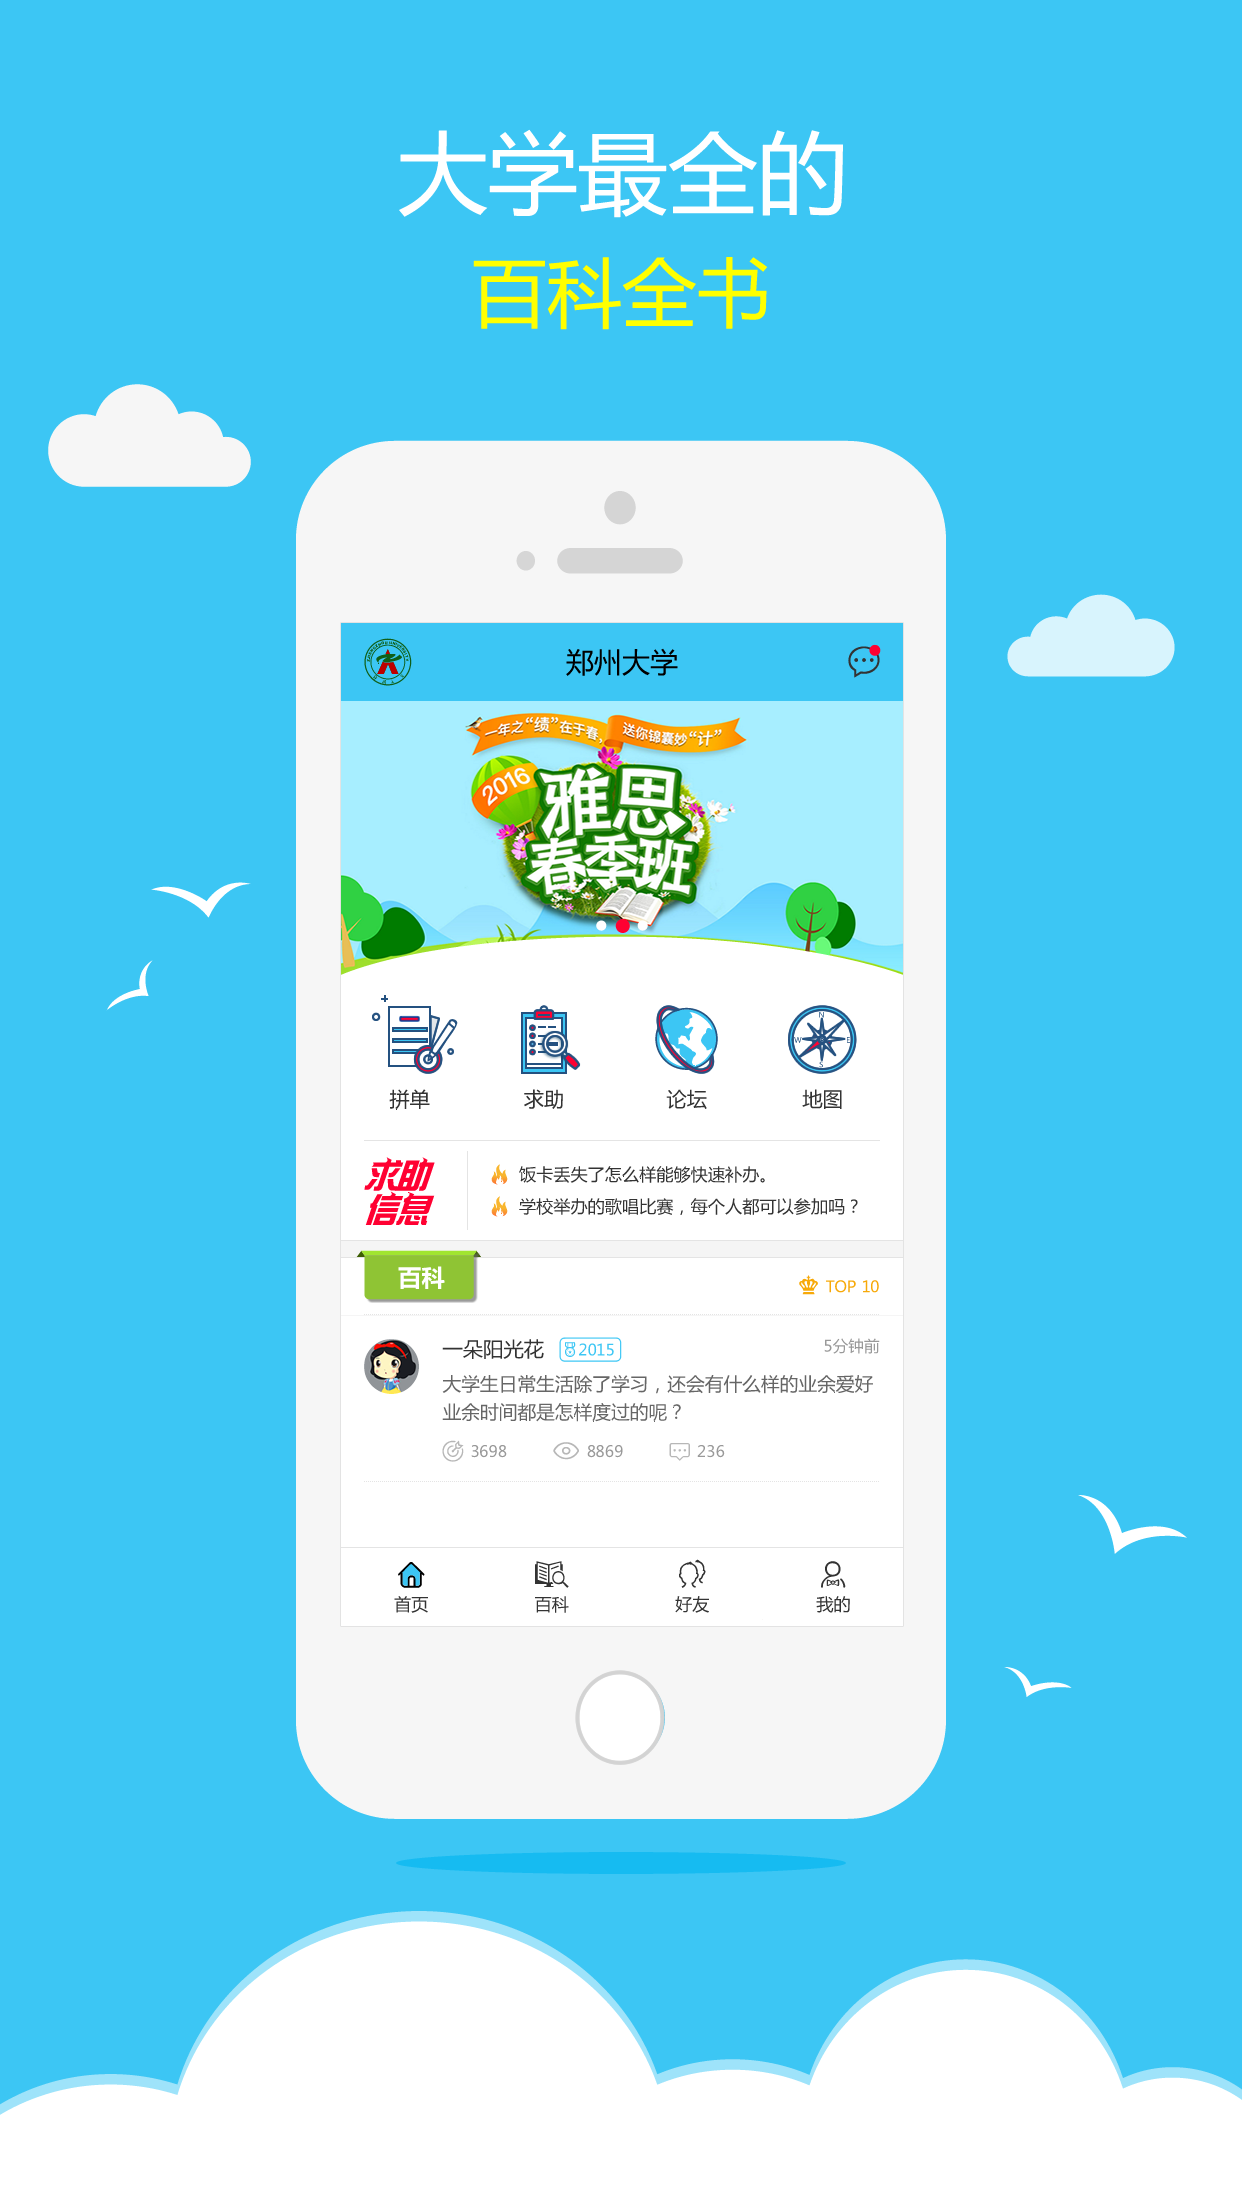 大学最全的
百科全书
郑州大学
一年之“绩”在于春，送你锦囊妙“计”
2016
雅思
春季班
N
W E
S
拼单 求助 论坛 地图
求助
信息
饭卡丢失了怎么样能够快速补办。
学校举办的歌唱比赛，每个人都可以参加吗？
百科
TOP 10
一朵阳光花 2015 5分钟前
大学生日常生活除了学习，还会有什么样的业余爱好
业余时间都是怎样度过的呢？
3698 8869 236
首页 百科 好友 我的